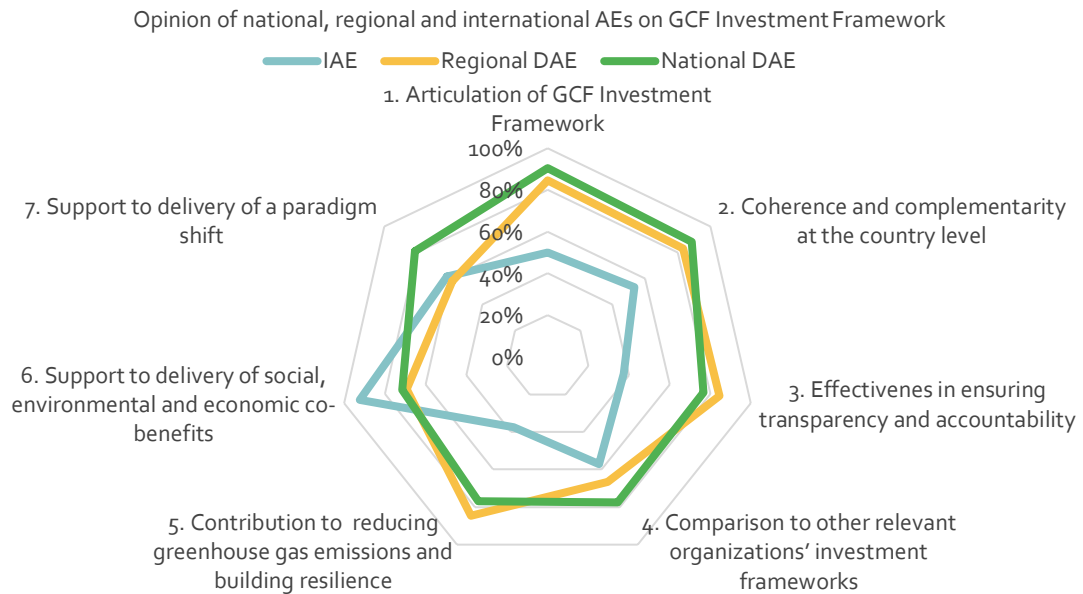 Opinion of national, regional and international AEs on GCF Investment Framework
IAE
Regional DAE
National DAE
1. Articulation of GCF Investment
Framework
100%
80%
60%
40%
20%
0%
2. Coherence and complementarity
at the country level
3. Effectivenes in ensuring
transparency and accountability
4. Comparison to other relevant
organizations’ investment
frameworks
5. Contribution to reducing
greenhouse gas emissions and
building resilience
6. Support to delivery of social,
environmental and economic co-
benefits
7. Support to delivery of a paradigm
shift